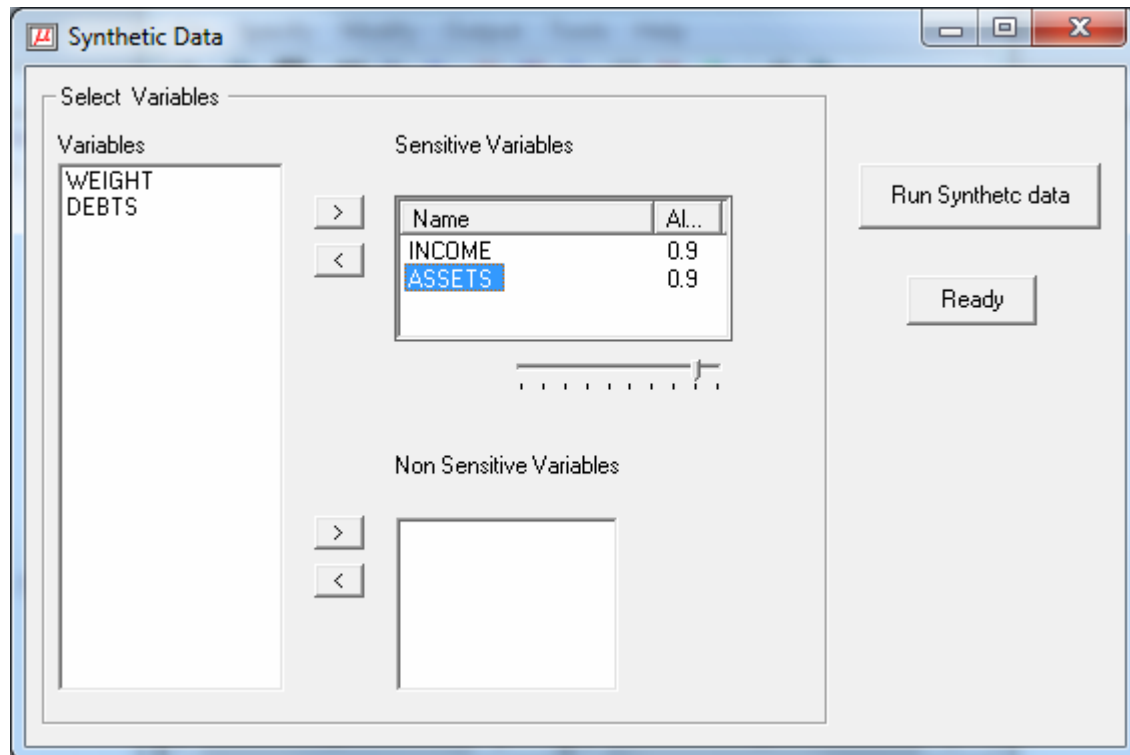 µ Synthetic Data
Select Variables
Variables
WEIGHT
DEBTS
>
<
Sensitive Variables
Name Al...
INCOME 0.9
ASSETS 0.9
Non Sensitive Variables
>
<
Run Synthetc data
Ready